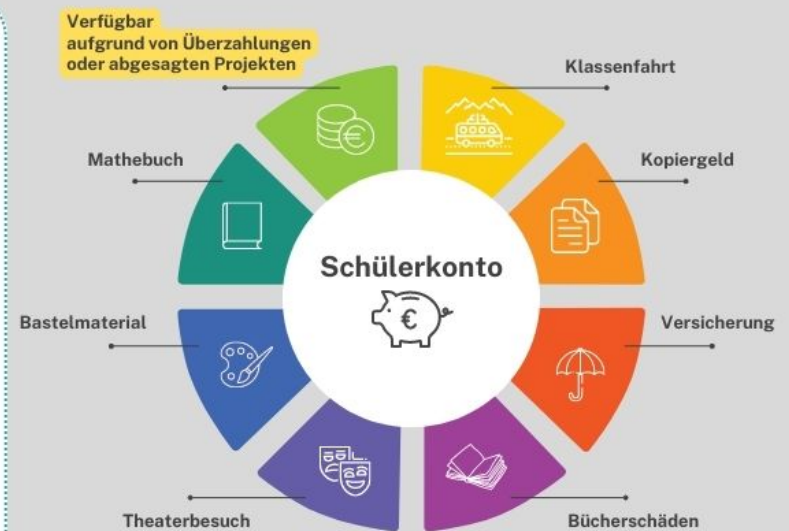 Verfügbar
aufgrund von Überzahlungen
oder abgesagten Projekten
Klassenfahrt
Mathebuch
Kopiergeld
Schülerkonto
€
Bastelmaterial
Versicherung
Theaterbesuch
Bücherschäden